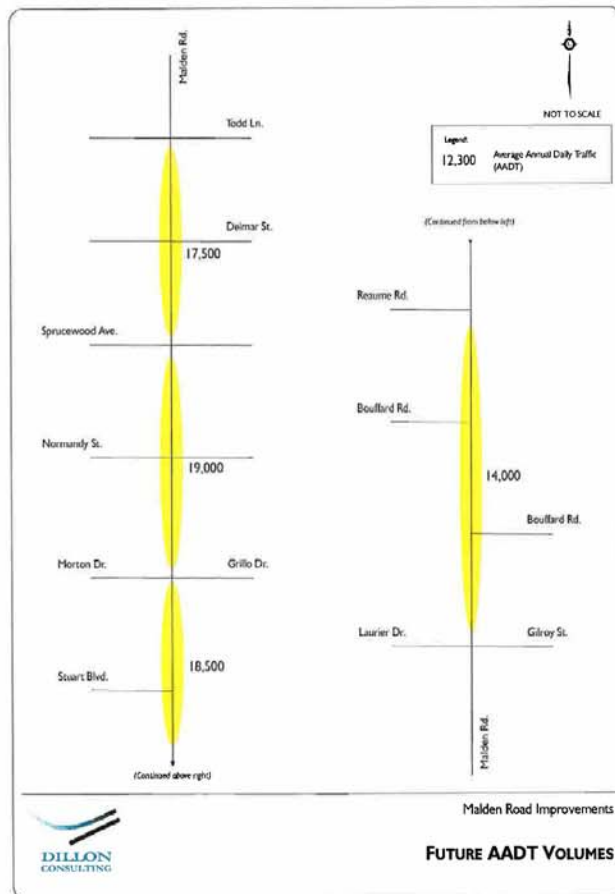 Malden Rd.
Todd Ln.
Delmar St.
17,500
Sprucewood Ave.
Normandy St.
19,000
Morton Dr.
Grillo Dr.
18,500
Stuart Blvd.
(Continued above right)
NOT TO SCALE
Legend:
12,300 Average Annual Daily Traffic
(AADT)
(Continued from below left)
Reaume Rd.
Bouffard Rd.
14,000
Bouffard Rd.
Laurier Dr.
Gilroy St.
Malden Rd.
DILLON
CONSULTING
Malden Road Improvements
FUTURE AADT VOLUMES